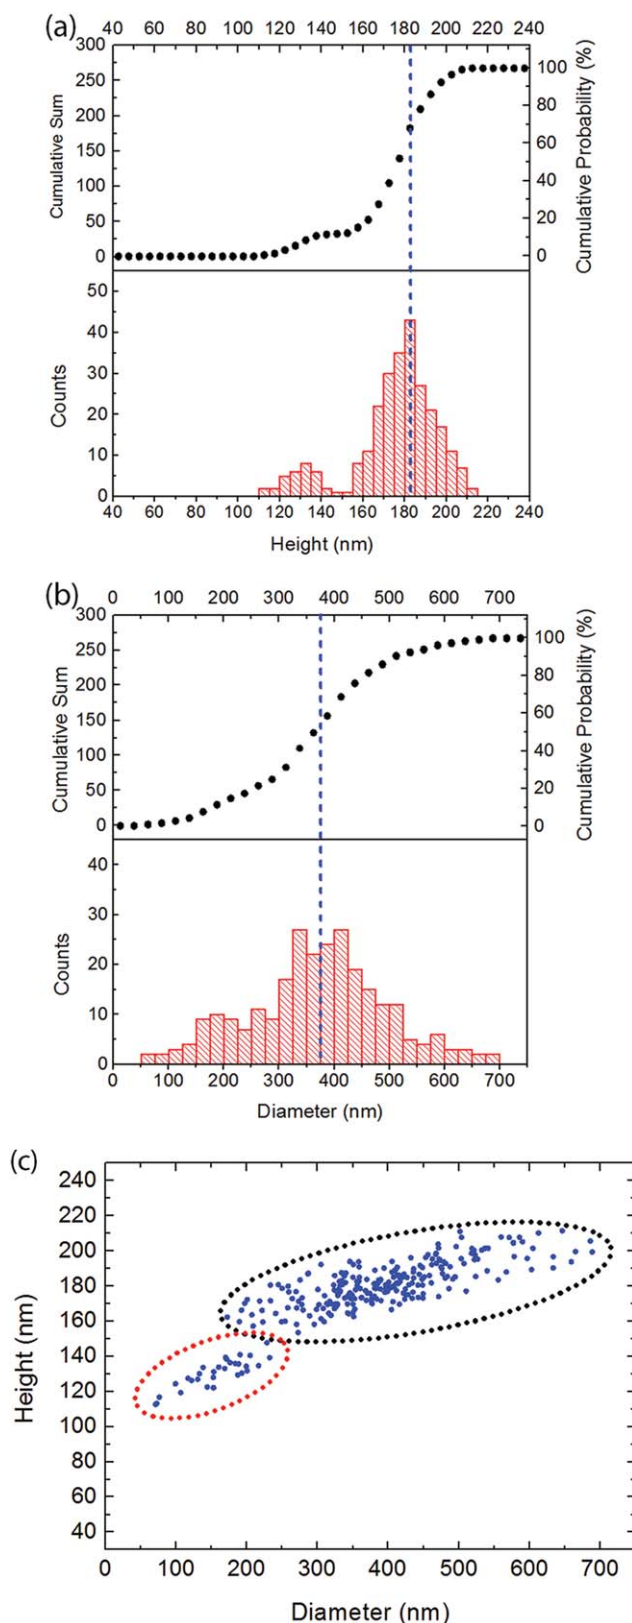 (a)
40 60 80 100 120 140 160 180 200 220 240
300
250
200
150
100
50
0
Cumulative Sum
100
80
60
40
20
0
Cumulative Probability (%)
50
40
30
20
10
0
Counts
40 60 80 100 120 140 160 180 200 220 240
Height (nm)
(b)
0 100 200 300 400 500 600 700
300
250
200
150
100
50
0
Cumulative Sum
100
80
60
40
20
0
Cumulative Probability (%)
40
30
20
10
0
Counts
0 100 200 300 400 500 600 700
Diameter (nm)
(c)
240
220
200
180
160
140
120
100
80
60
40
Height (nm)
0 100 200 300 400 500 600 700
Diameter (nm)